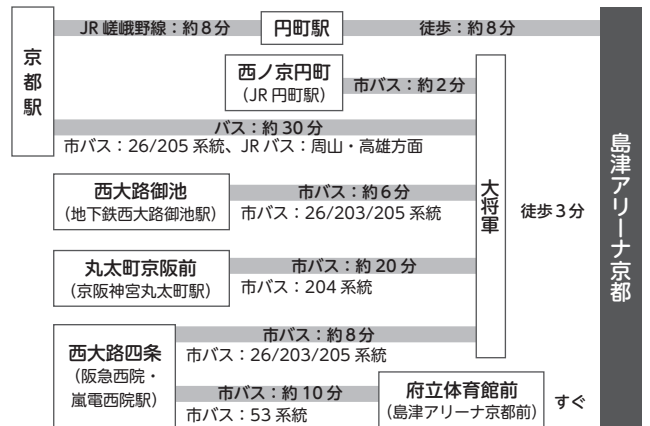 JR 嵯峨野線：約８分
円町駅
徒歩：約８分
京都駅
西ノ京円町
（JR 円町駅）
市バス：約２分
バス：約 30 分
市バス：26/205 系統、JRバス：周山・高雄方面
西大路御池
（地下鉄西大路御池駅）
市バス：約６分
市バス：26/203/205 系統
大将軍
徒歩３分
島津アリーナ京都
丸太町京阪前
（京阪神宮丸太町駅）
市バス：約 20 分
市バス：204 系統
西大路四条
（阪急西院・
嵐電西院駅）
市バス：約８分
市バス：26/203/205 系統
市バス：約 10 分
市バス：53 系統
府立体育館前
（島津アリーナ京都前）
すぐ